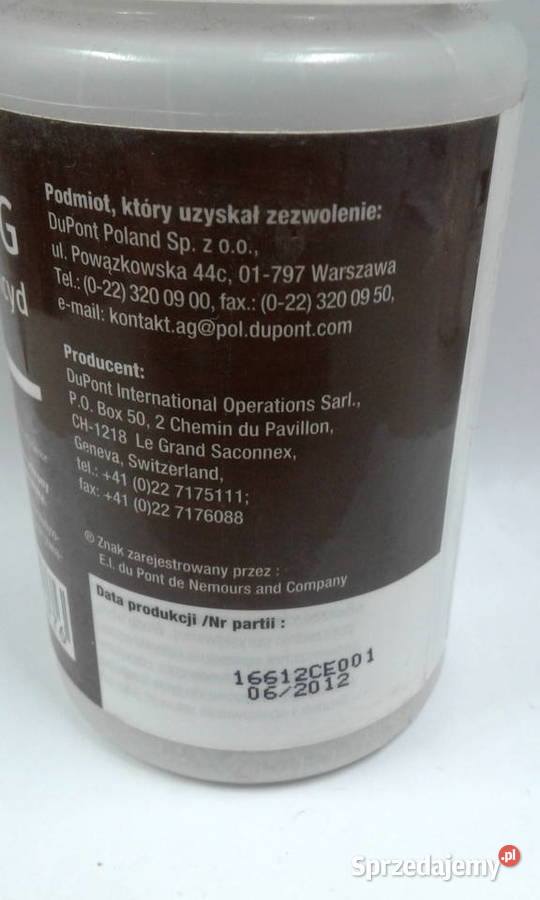 G
cyd
Podmiot, który uzyskał zezwolenie:
DuPont Poland Sp. z o.o.,
ul. Powązkowska 44c, 01-797 Warszawa
Tel.: (0-22) 320 09 00, fax.: (0-22) 320 09 50,
e-mail: kontakt.ag@pol.dupont.com
Producent:
DuPont International Operations Sarl.,
P.O. Box 50, 2 Chemin du Pavillon,
CH-1218 Le Grand Saconnex,
Geneva, Switzerland,
tel.: +41 (0)22 7175111;
fax: +41 (0)22 7176088
® Znak zarejestrowany przez :
E.I. du Pont de Nemours and Company
Data produkcji /Nr partii :
16612CE001
06/2012
Sprzedajemy.pl